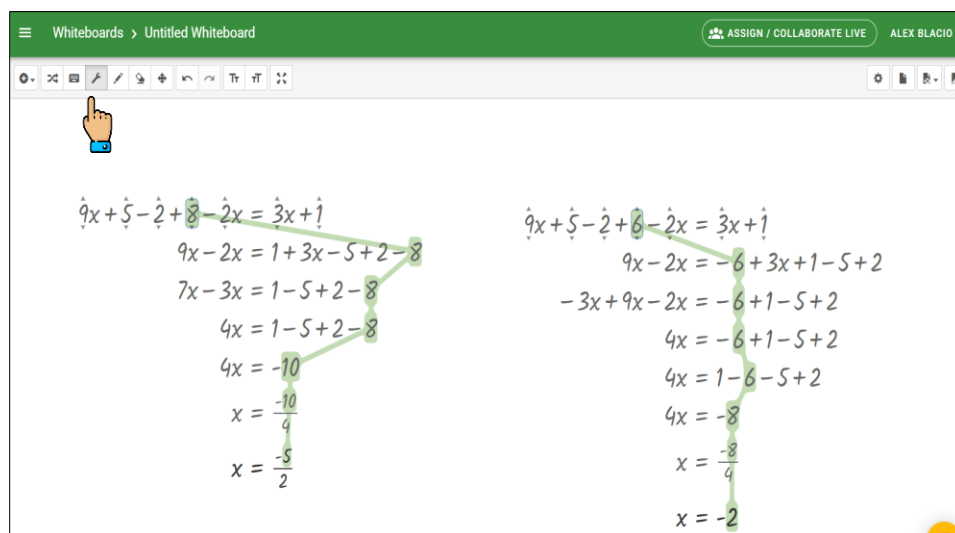 Whiteboards > Untitled Whiteboard
ASSIGN / COLLABORATE LIVE
ALEX BLACIO
Tт тT
9x+5−2+8−2x = 3x+1
9x−2x = 1+3x−5+2−8
7x−3x = 1−5+2−8
4x = 1−5+2−8
4x = -10
x = -10/4
x = -5/2
9x+5−2+6−2x = 3x+1
9x−2x = −6+3x+1−5+2
−3x+9x−2x = −6+1−5+2
4x = −6+1−5+2
4x = 1−6−5+2
4x = -8
x = -8/4
x = -2